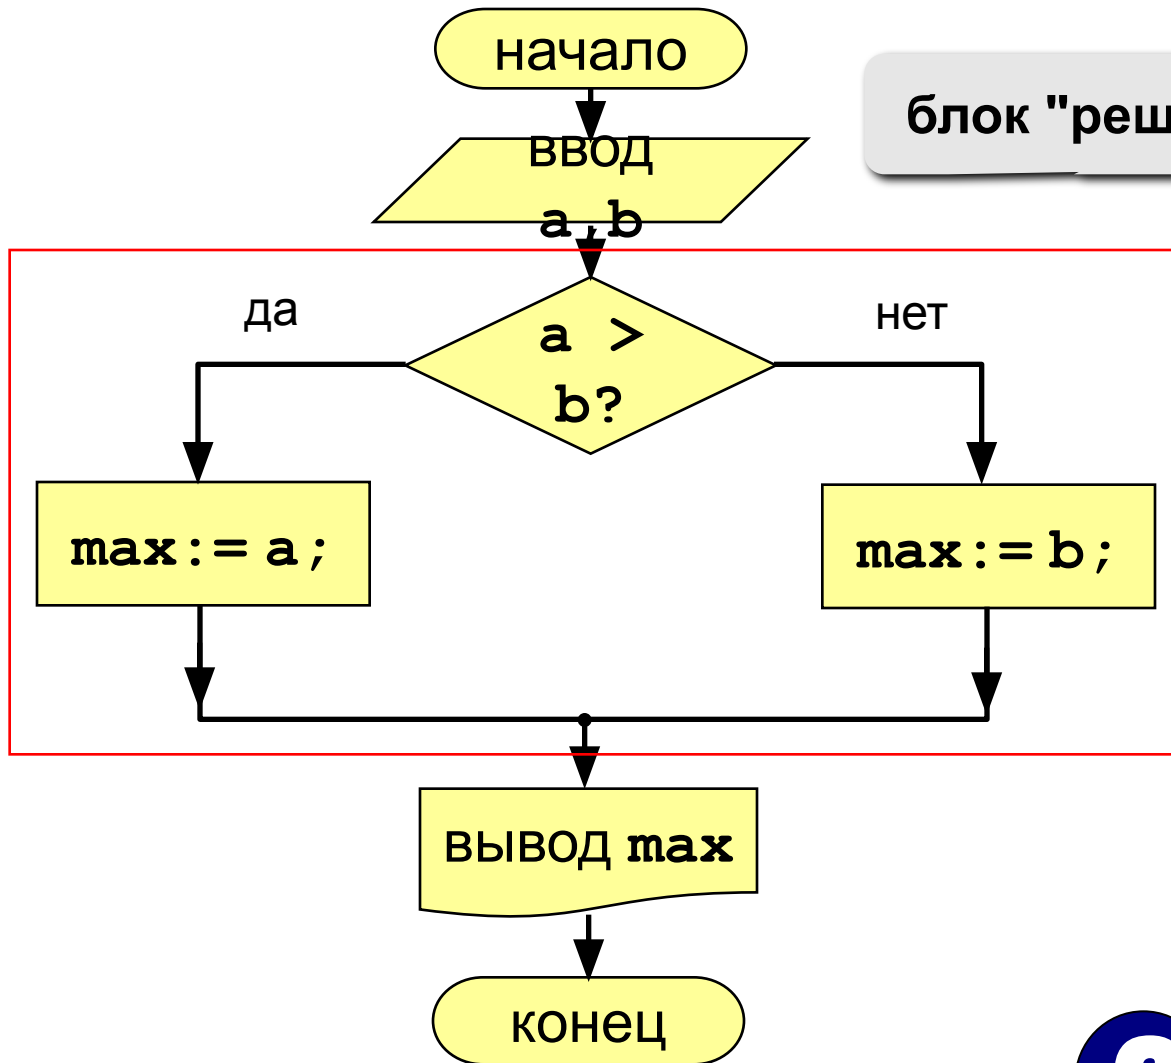 начало
блок "реш
ввод
a,b
да
нет
a >
b?
max:= a;
max:= b;
вывод max
конец